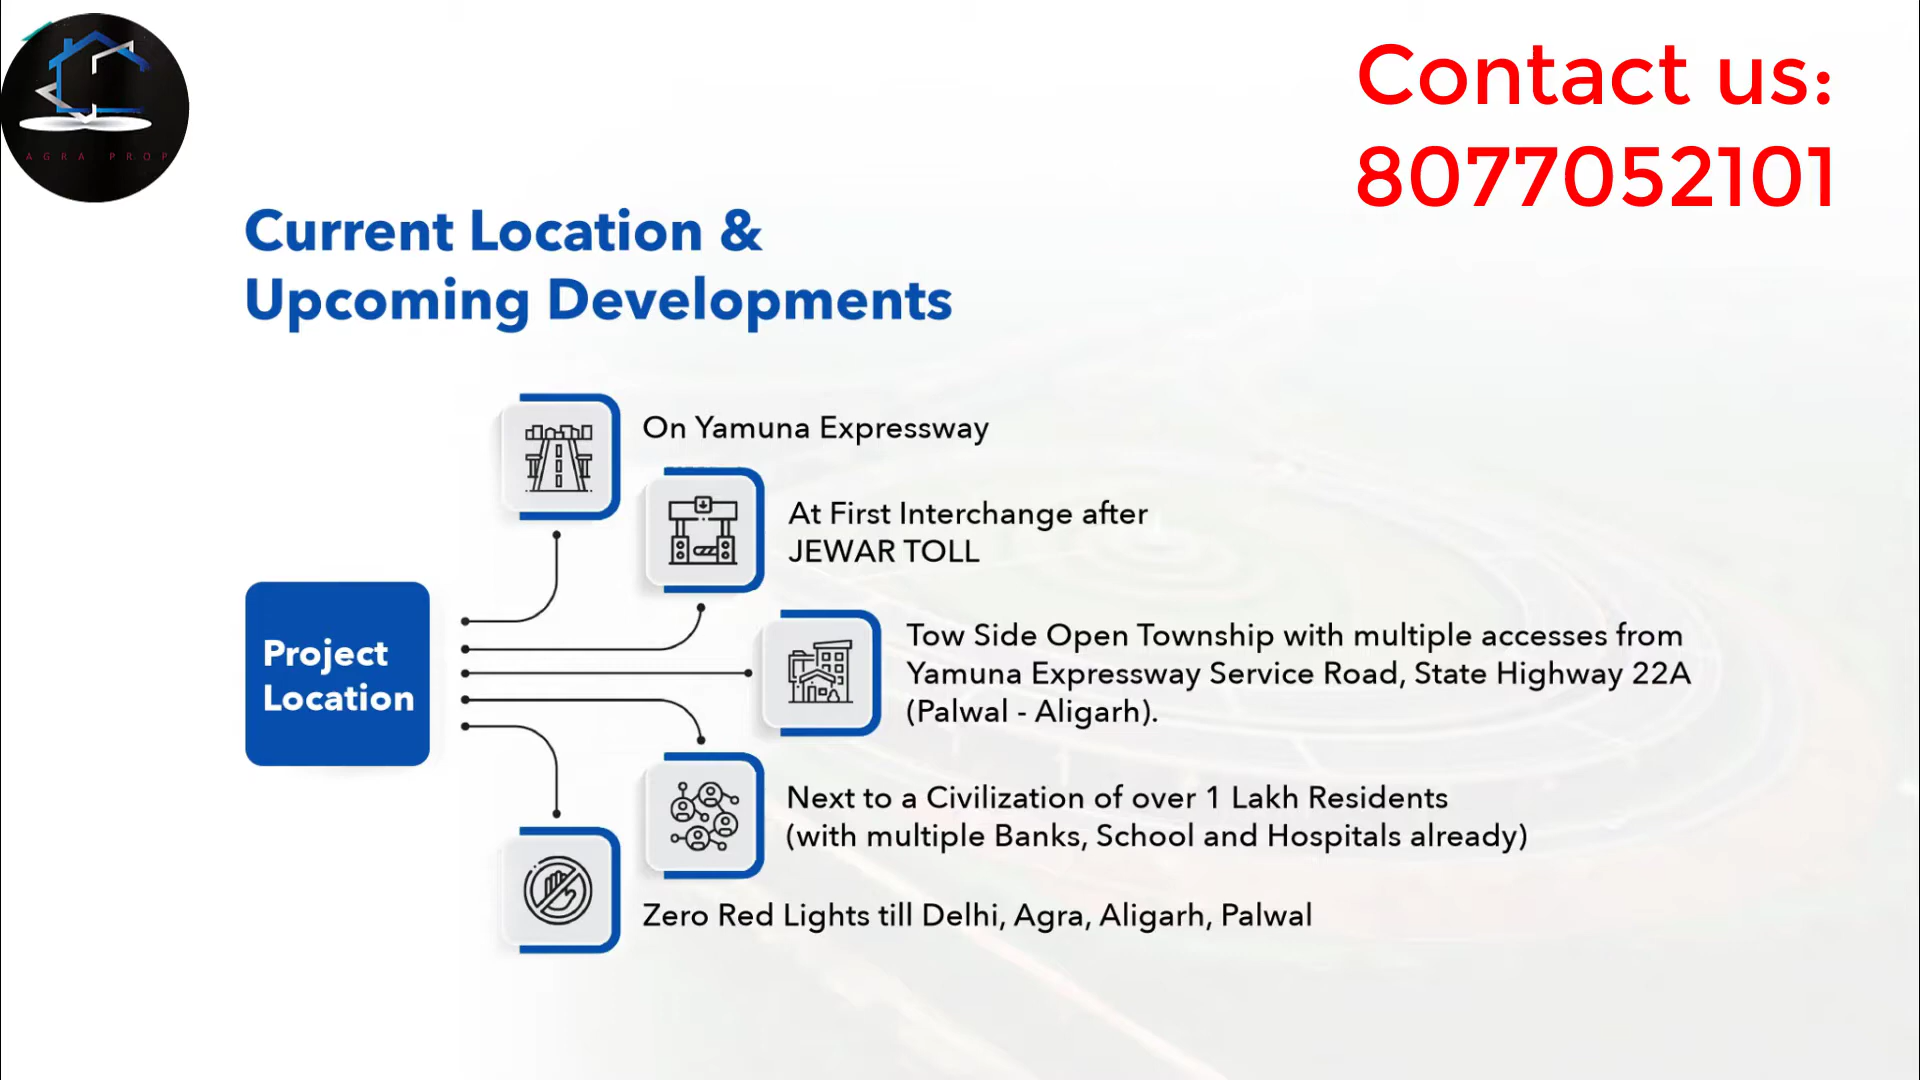 AGRA PROP
Contact us:
8077052101
Current Location &
Upcoming Developments
On Yamuna Expressway
At First Interchange after
JEWAR TOLL
Project
Location
Tow Side Open Township with multiple accesses from
Yamuna Expressway Service Road, State Highway 22A
(Palwal - Aligarh).
Next to a Civilization of over 1 Lakh Residents
(with multiple Banks, School and Hospitals already)
Zero Red Lights till Delhi, Agra, Aligarh, Palwal